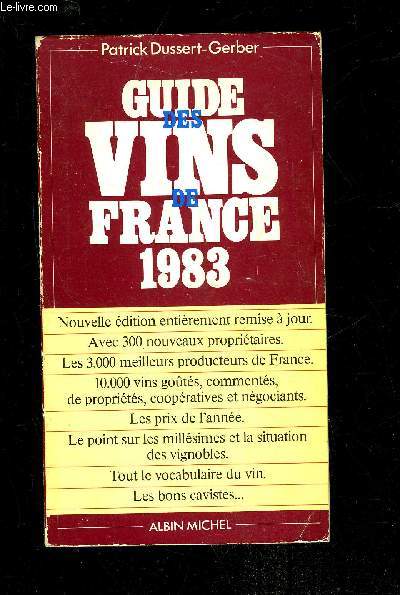 Le-livre.com
Patrick Dussert-Gerber
GUIDE
DES
VINS
DE
FRANCE
1983
Nouvelle édition entièrement remise à jour.
Avec 300 nouveaux propriétaires.
Les 3.000 meilleurs producteurs de France.
10.000 vins goûtés, commentés,
de propriétés, coopératives et négociants.
Les prix de l'année.
Le point sur les millésimes et la situation
des vignobles.
Tout le vocabulaire du vin.
Les bons cavistes...
ALBIN MICHEL